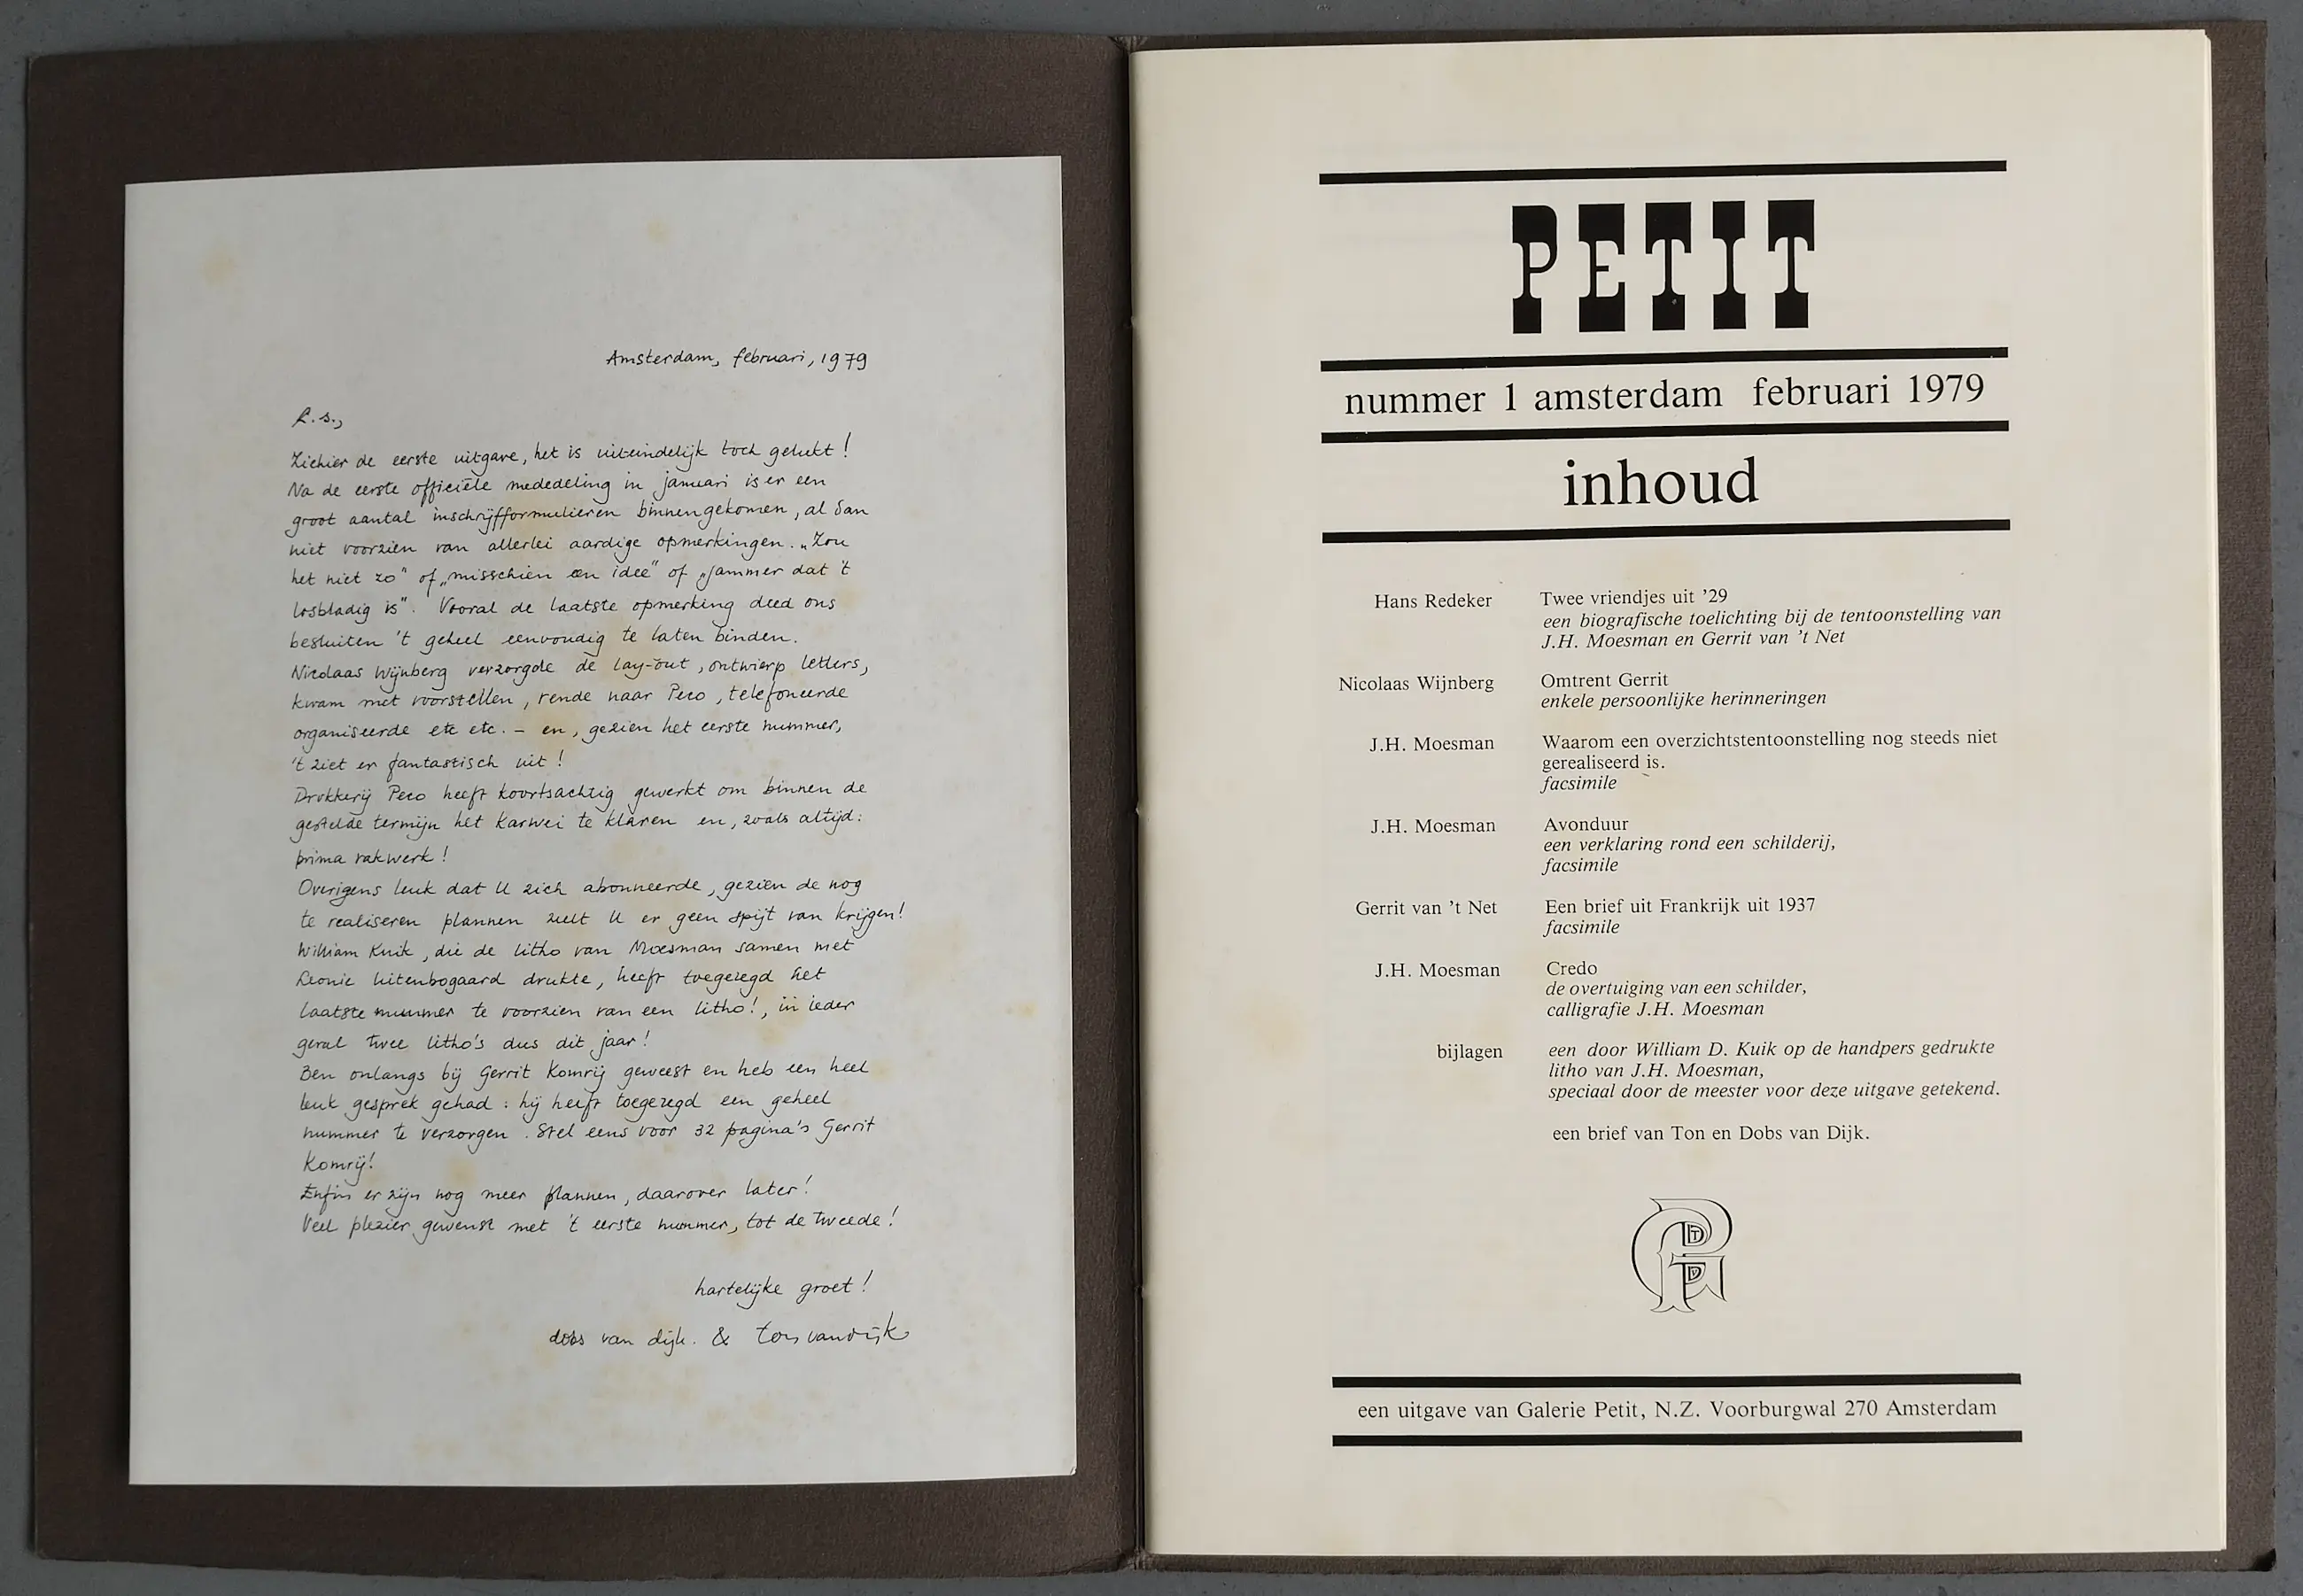 Amsterdam, februari, 1979
L.S.,
Ziehier de eerste uitgave, het is uiteindelijk toch gelukt!
Na de eerste officiële mededeling in januari is er een
groot aantal inschrijfformulieren binnengekomen, al dan
niet voorzien van allerlei aardige opmerkingen. „Zou
het niet zo" of „misschien een idee" of „jammer dat 't
losbladig is". Vooral de laatste opmerking deed ons
besluiten 't geheel eenvoudig te laten binden.
Nicolaas Wijnberg verzorgde de lay-out, ontwierp letters,
kwam met voorstellen, rende naar Peco, telefoneerde
organiseerde etc etc. – en, gezien het eerste nummer,
't ziet er fantastisch uit!
Drukkerij Peco heeft koortsachtig gewerkt om binnen de
gestelde termijn het karwei te klaren en, zoals altijd:
prima vakwerk!
Overigens leuk dat U zich abonneerde, gezien de nog
te realiseren plannen zult U er geen spijt van krijgen!
William Kuik, die de litho van Moesman samen met
Leonie Uitenbogaard drukte, heeft toegezegd het
laatste nummer te voorzien van een litho!, in ieder
geval twee litho's dus dit jaar!
Ben onlangs bij Gerrit Komrij geweest en heb een heel
leuk gesprek gehad: hij heeft toegezegd een geheel
nummer te verzorgen. Stel eens voor 32 pagina's Gerrit
Komrij!
Enfin er zijn nog meer plannen, daarover later!
Veel plezier gewenst met 't eerste nummer, tot de tweede!
hartelijke groet!
dobs van dijk. & ton van dijk
PETIT
nummer 1 amsterdam februari 1979
inhoud
Hans Redeker Twee vriendjes uit '29
een biografische toelichting bij de tentoonstelling van
J.H. Moesman en Gerrit van 't Net
Nicolaas Wijnberg Omtrent Gerrit
enkele persoonlijke herinneringen
J.H. Moesman Waarom een overzichtstentoonstelling nog steeds niet
gerealiseerd is.
facsimile
J.H. Moesman Avonduur
een verklaring rond een schilderij,
facsimile
Gerrit van 't Net Een brief uit Frankrijk uit 1937
facsimile
J.H. Moesman Credo
de overtuiging van een schilder,
calligrafie J.H. Moesman
bijlagen een door William D. Kuik op de handpers gedrukte
litho van J.H. Moesman,
speciaal door de meester voor deze uitgave getekend.
een brief van Ton en Dobs van Dijk.
een uitgave van Galerie Petit, N.Z. Voorburgwal 270 Amsterdam